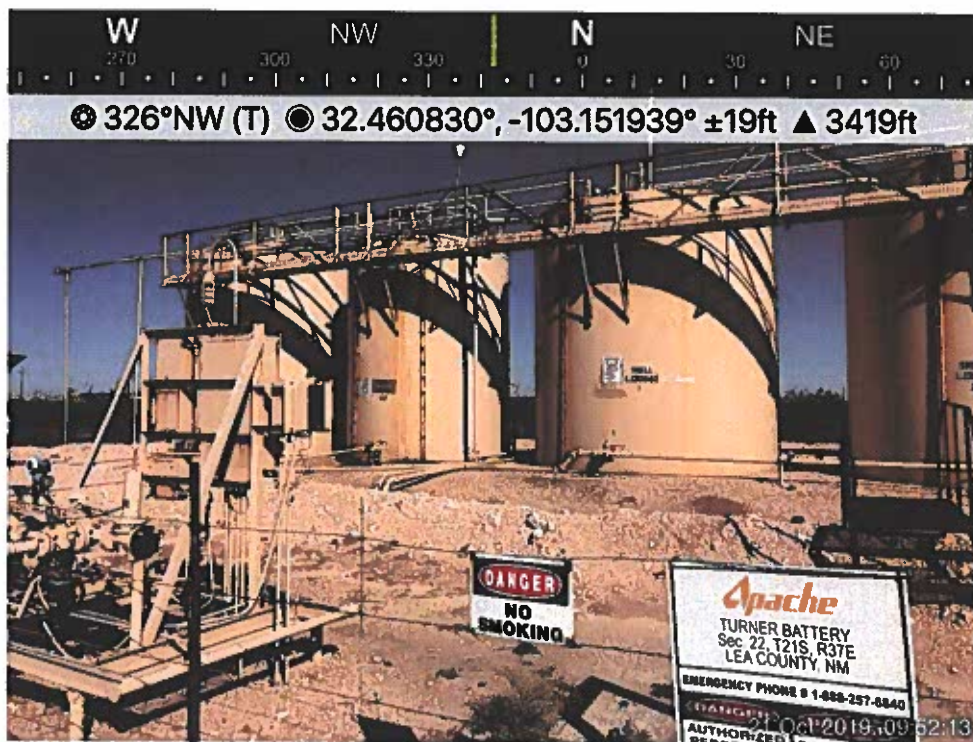 W NW N NE
270 300 330 0 30 60
326°NW (T) 32.460830°, -103.151939° ±19ft ▲ 3419ft
DANGER
NO
SMOKING
Apache
TURNER BATTERY
Sec. 22, T21S, R37E
LEA COUNTY, NM
EMERGENCY PHONE # 1-888-257-6840
DANGER
21 Oct 2019, 09:52:13